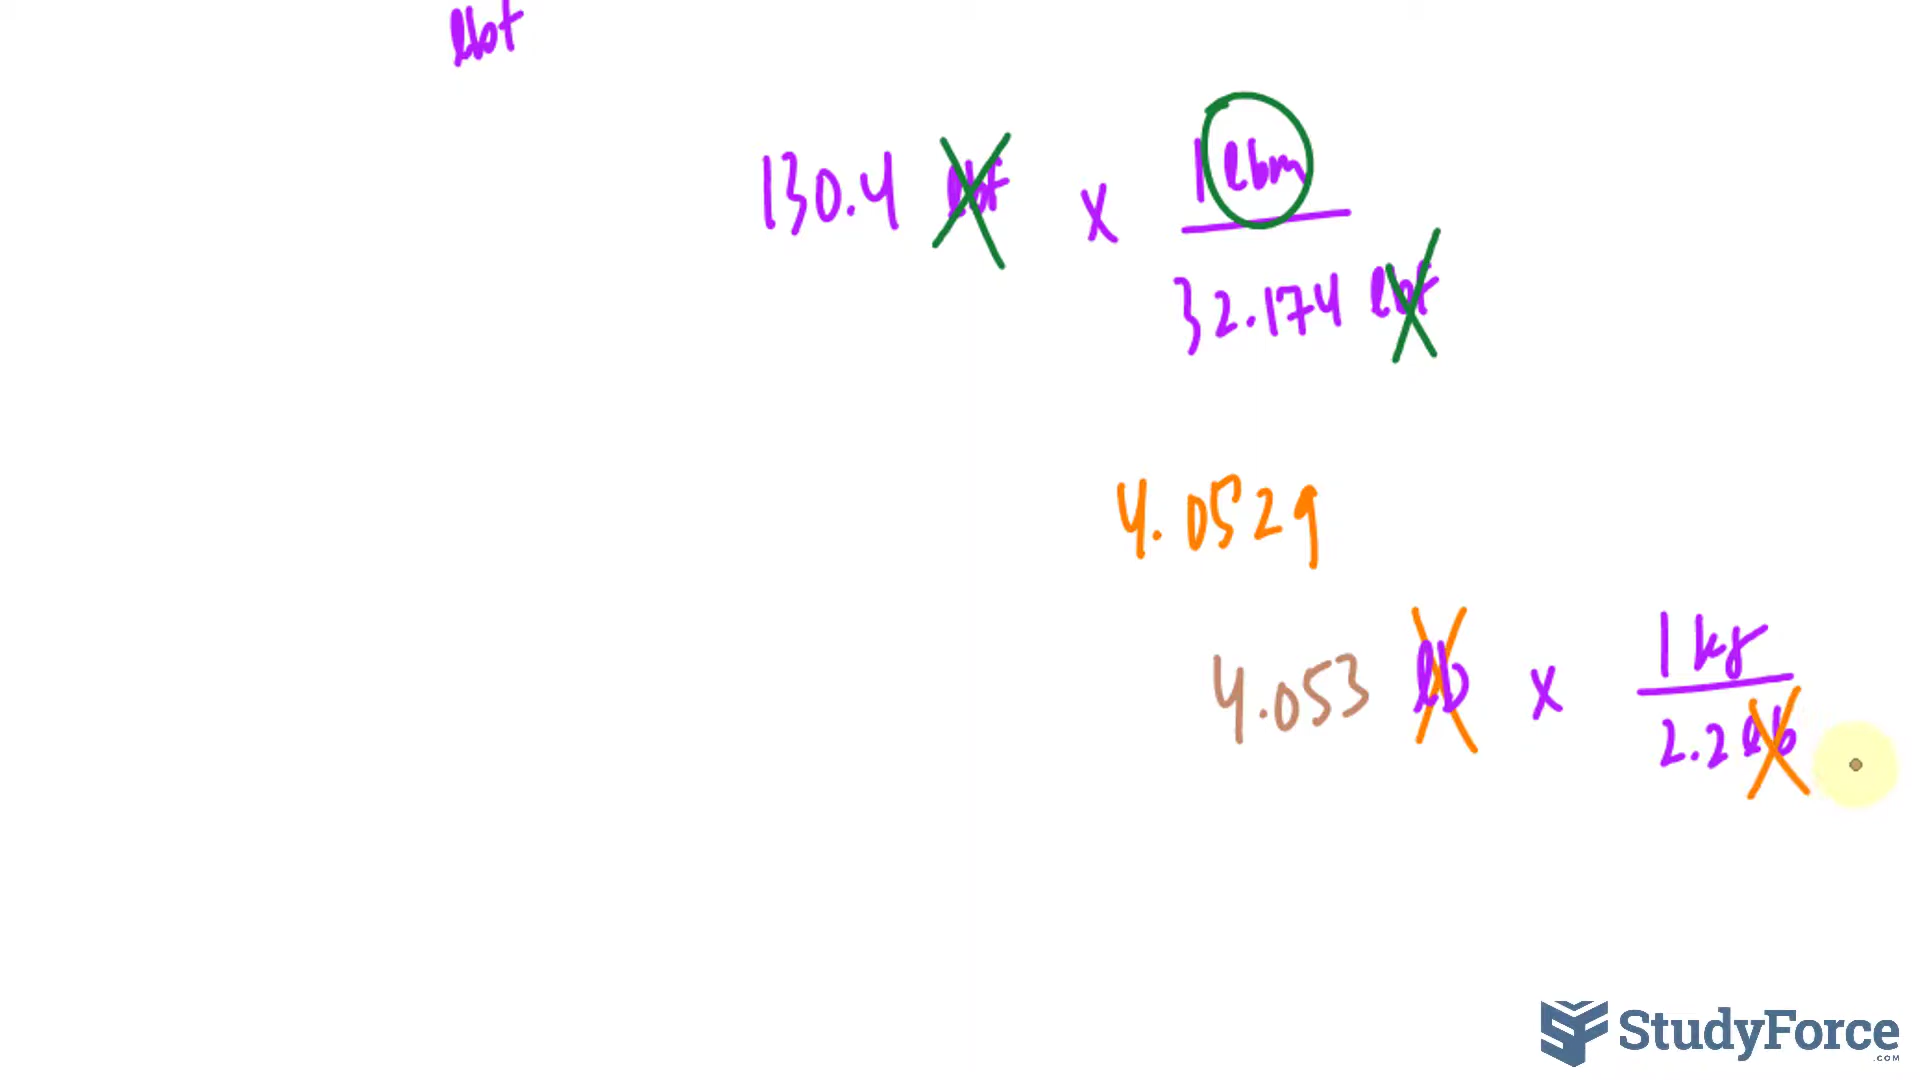 lbf
130.4 lbf x 1 lbm
32.174 lbf
4.0529
4.053 lb x 1 kg
2.2 lb
StudyForce
.COM